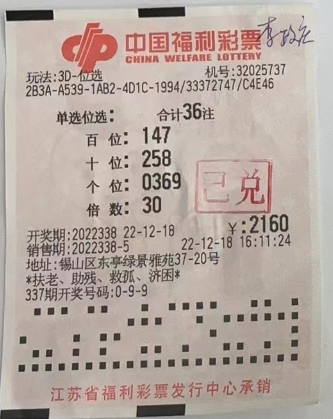 中国福利彩票
CHINA WELFARE LOTTERY
玩法:3D-位选 机号:32025737
2B3A-A539-1AB2-4D1C-1994/33372747/C4E46
单选位选: 合计36注
百 位: 147
十 位: 258
个 位: 0369
倍 数: 30
已兑
¥:2160
开奖期:2022338 22-12-18
销售期:2022338-5 22-12-18 16:11:24
地址:锡山区东亭绿景雅苑37-20号
*扶老、助残、救孤、济困*
337期开奖号码:0-9-9
江苏省福利彩票发行中心承销